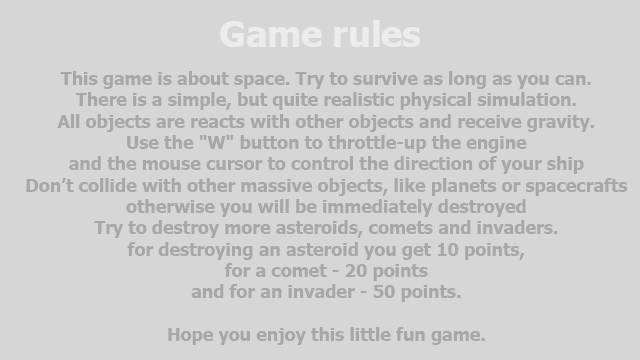 Game rules
This game is about space. Try to survive as long as you can.
There is a simple, but quite realistic physical simulation.
All objects are reacts with other objects and receive gravity.
Use the "W" button to throttle-up the engine
and the mouse cursor to control the direction of your ship
Don’t collide with other massive objects, like planets or spacecrafts
otherwise you will be immediately destroyed
Try to destroy more asteroids, comets and invaders.
for destroying an asteroid you get 10 points,
for a comet - 20 points
and for an invader - 50 points.
Hope you enjoy this little fun game.